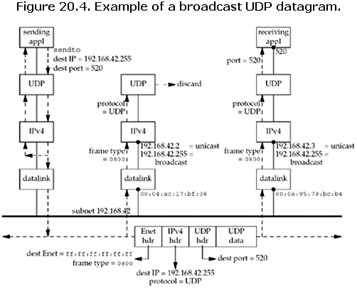 Figure 20.4. Example of a broadcast UDP datagram.
sending
appl
sendto
dest IP = 192.168.42.255
dest port = 520
receiving
appl
520
port = 520
UDP
UDP
discard
UDP
protocol
= UDP
protocol
= UDP
IPv4
IPv4
192.168.42.2 = unicast
192.168.42.255 =
broadcast
IPv4
192.168.42.3 = unicast
192.168.42.255 =
broadcast
frame type
= 0800
frame type
= 0800
datalink
datalink
datalink
00:04:ac:17:bf:38
00:0a:95:79:bc:b4
subnet 192.168.42
Enet
hdr
IPv4
hdr
UDP
hdr
UDP
data
dest Enet = ff:ff:ff:ff:ff:ff
frame type = 0800
dest port = 520
dest IP = 192.168.42.255
protocol = UDP